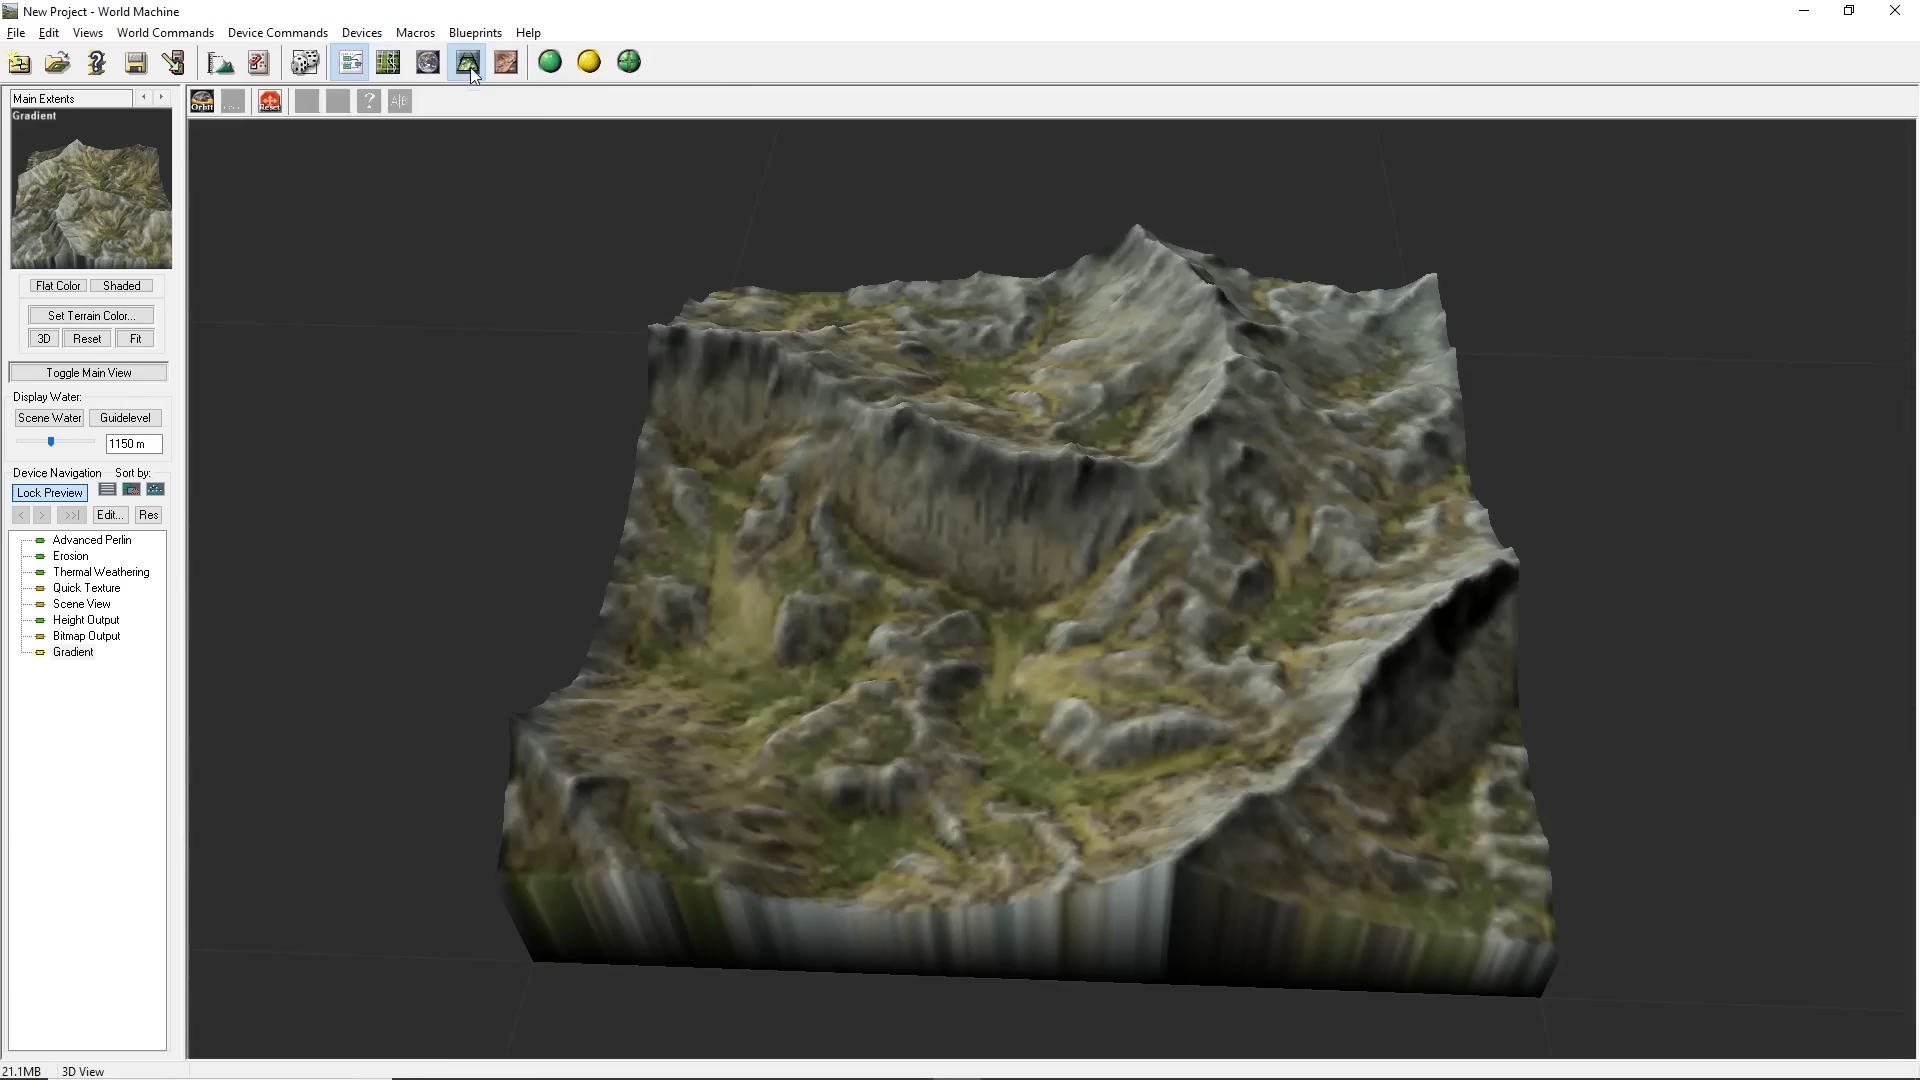 New Project - World Machine
File Edit Views World Commands Device Commands Devices Macros Blueprints Help
Main Extents
Orbit Reset ? A|B
Gradient
Flat Color Shaded
Set Terrain Color...
3D Reset Fit
Toggle Main View
Display Water:
Scene Water Guidelevel
1150 m
Device Navigation Sort by:
Lock Preview
< > >>| Edit... Res
Advanced Perlin
Erosion
Thermal Weathering
Quick Texture
Scene View
Height Output
Bitmap Output
Gradient
21.1MB 3D View